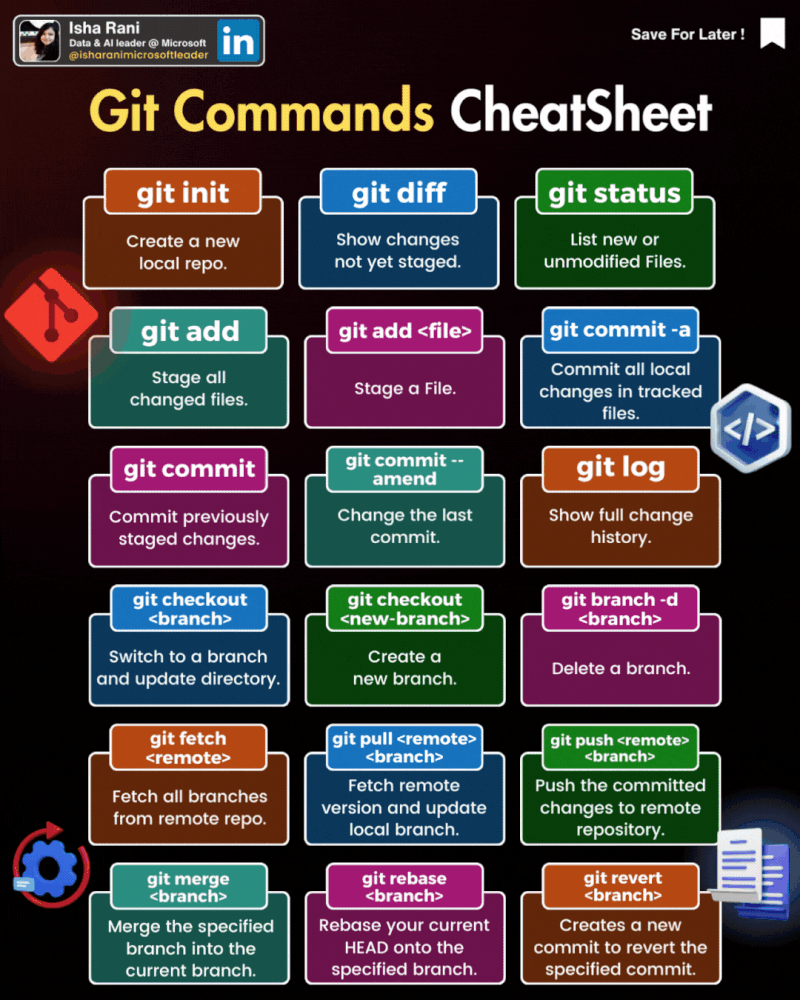 Isha Rani
Data & AI leader @ Microsoft
@isharanimicrosoftleader
in
Save For Later !
Git Commands CheatSheet
git init
Create a new
local repo.
git diff
Show changes
not yet staged.
git status
List new or
unmodified Files.
git add
Stage all
changed files.
git add <file>
Stage a File.
git commit -a
Commit all local
changes in tracked
files.
</>
git commit
Commit previously
staged changes.
git commit --
amend
Change the last
commit.
git log
Show full change
history.
git checkout
<branch>
Switch to a branch
and update directory.
git checkout
<new-branch>
Create a
new branch.
git branch -d
<branch>
Delete a branch.
git fetch
<remote>
Fetch all branches
from remote repo.
git pull <remote>
<branch>
Fetch remote
version and update
local branch.
git push <remote>
<branch>
Push the committed
changes to remote
repository.
git merge
<branch>
Merge the specified
branch into the
current branch.
git rebase
<branch>
Rebase your current
HEAD onto the
specified branch.
git revert
<branch>
Creates a new
commit to revert the
specified commit.